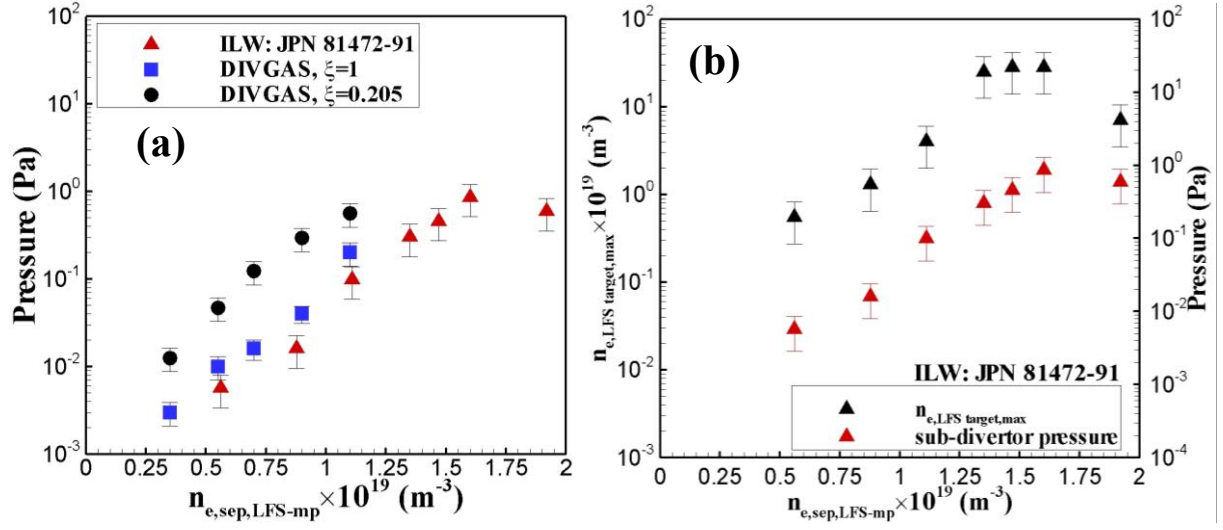 ILW: JPN 81472-91
DIVGAS, ξ=1
DIVGAS, ξ=0.205
(a)
Pressure (Pa)
10²
10¹
10⁰
10⁻¹
10⁻²
10⁻³
0 0.25 0.5 0.75 1 1.25 1.5 1.75 2
n_e,sep,LFS-mp×10¹⁹ (m⁻³)
(b)
n_e,LFS target,max×10¹⁹ (m⁻³)
10²
10¹
10⁰
10⁻¹
10⁻²
10⁻³
Pressure (Pa)
10²
10¹
10⁰
10⁻¹
10⁻²
10⁻³
10⁻⁴
ILW: JPN 81472-91
n_e,LFS target,max
sub-divertor pressure
0 0.25 0.5 0.75 1 1.25 1.5 1.75 2
n_e,sep,LFS-mp×10¹⁹ (m⁻³)